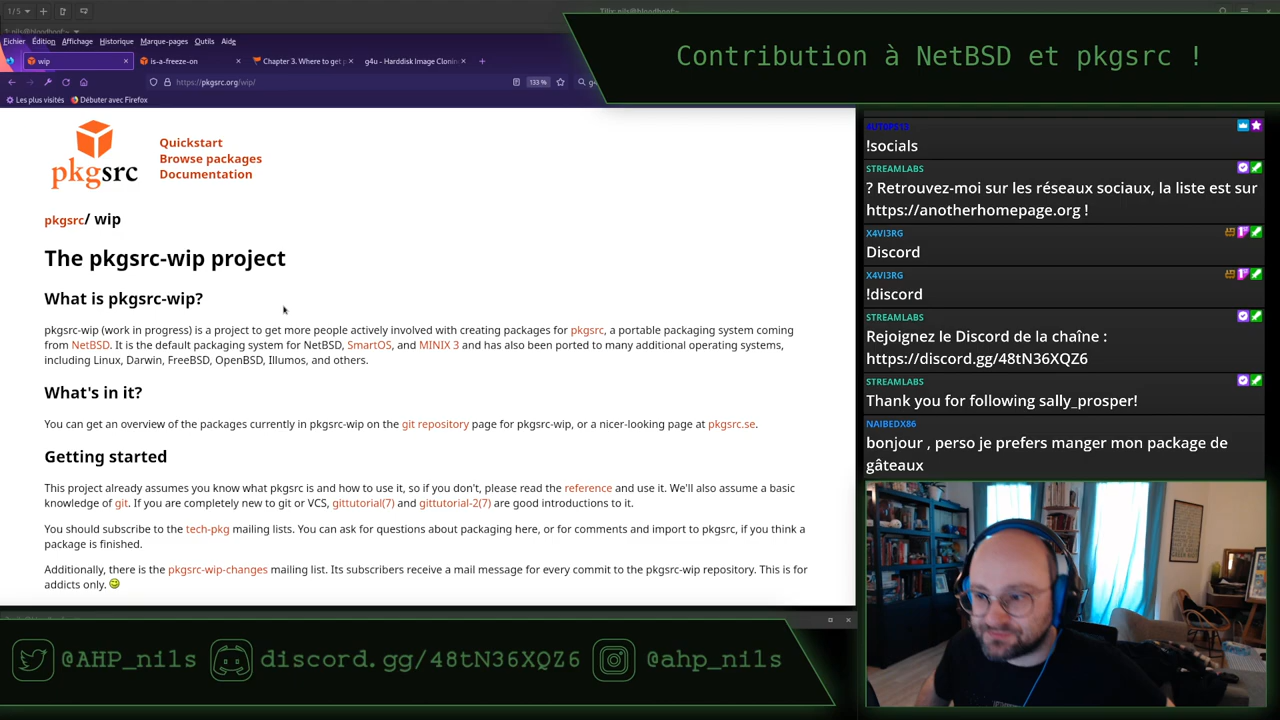 1/5
Tilix: nils@bloodhoof:~
Contribution à NetBSD et pkgsrc !
Fichier Édition Affichage Historique Marque-pages Outils Aide
wip
is-a-freeze-on
Chapter 3. Where to get p
g4u - Harddisk Image Clonin
https://pkgsrc.org/wip/
133 %
Les plus visités
Débuter avec Firefox
pkgsrc
Quickstart
Browse packages
Documentation
pkgsrc/ wip
The pkgsrc-wip project
What is pkgsrc-wip?
pkgsrc-wip (work in progress) is a project to get more people actively involved with creating packages for pkgsrc, a portable packaging system coming
from NetBSD. It is the default packaging system for NetBSD, SmartOS, and MINIX 3 and has also been ported to many additional operating systems,
including Linux, Darwin, FreeBSD, OpenBSD, Illumos, and others.
What's in it?
You can get an overview of the packages currently in pkgsrc-wip on the git repository page for pkgsrc-wip, or a nicer-looking page at pkgsrc.se.
Getting started
This project already assumes you know what pkgsrc is and how to use it, so if you don't, please read the reference and use it. We'll also assume a basic
knowledge of git. If you are completely new to git or VCS, gittutorial(7) and gittutorial-2(7) are good introductions to it.
You should subscribe to the tech-pkg mailing lists. You can ask for questions about packaging here, or for comments and import to pkgsrc, if you think a
package is finished.
Additionally, there is the pkgsrc-wip-changes mailing list. Its subscribers receive a mail message for every commit to the pkgsrc-wip repository. This is for
addicts only.
!socials
STREAMLABS
? Retrouvez-moi sur les réseaux sociaux, la liste est sur
https://anotherhomepage.org !
X4VI3RG
Discord
X4VI3RG
!discord
STREAMLABS
Rejoignez le Discord de la chaîne :
https://discord.gg/48tN36XQZ6
STREAMLABS
Thank you for following sally_prosper!
NAIBEDX86
bonjour , perso je prefers manger mon package de
gâteaux
@AHP_nils
discord.gg/48tN36XQZ6
@ahp_nils